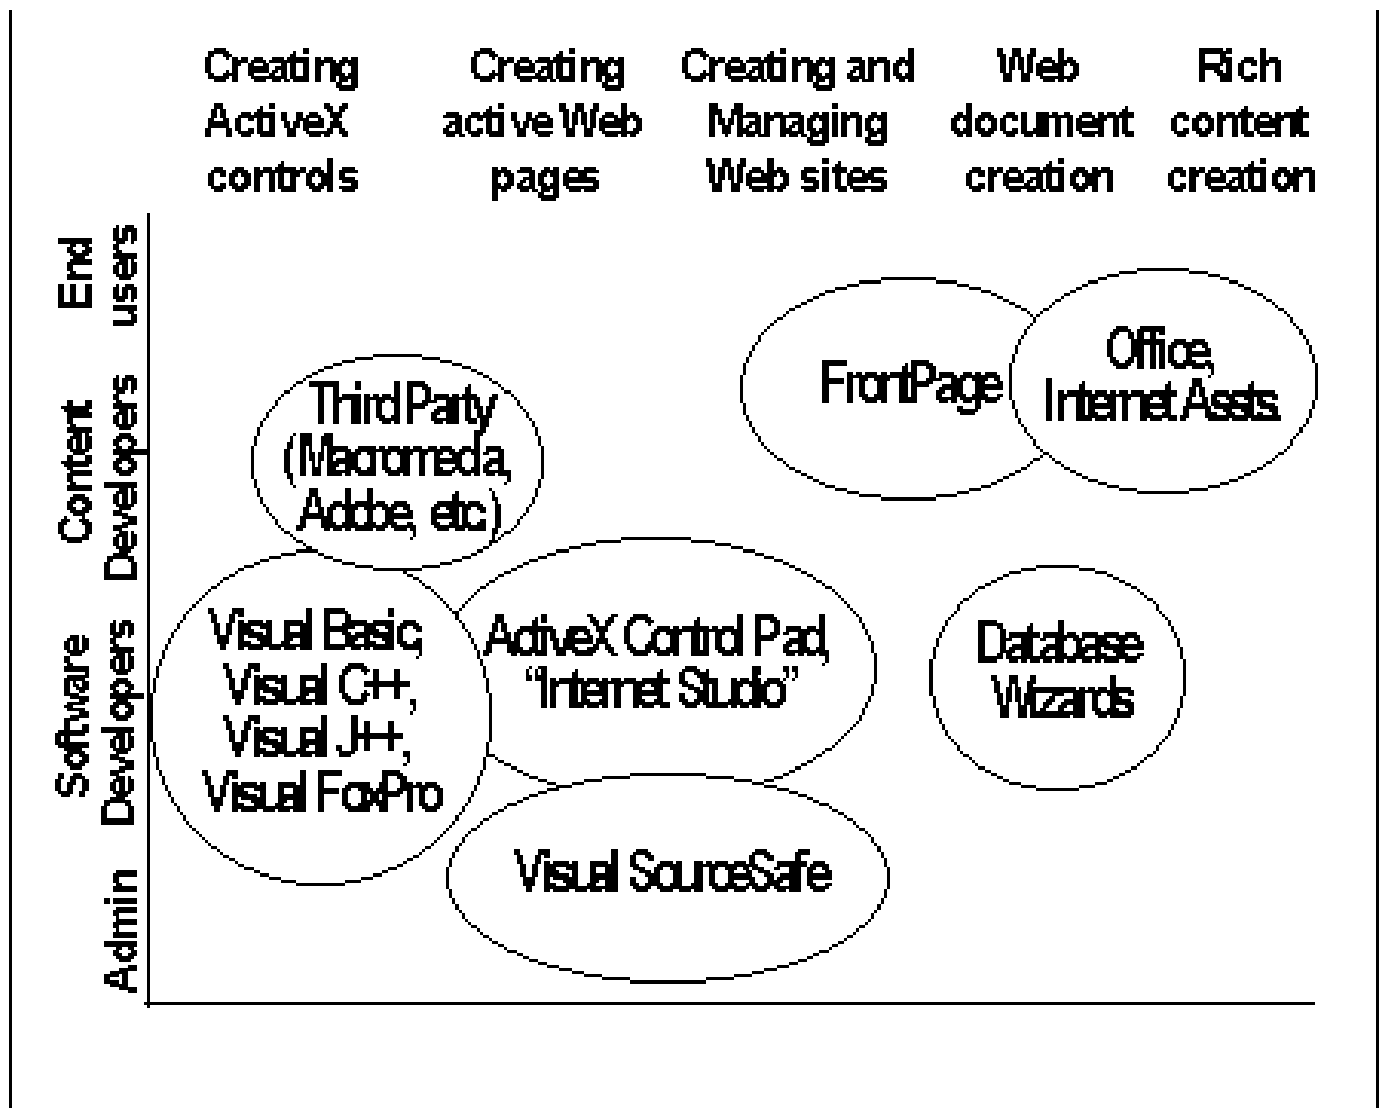 Creating
ActiveX
controls
Creating
active Web
pages
Creating and
Managing
Web sites
Web
document
creation
Rich
content
creation
End
users
Content
Developers
Software
Developers
Admin
Third Party
(Macromedia,
Adobe, etc.)
FrontPage
Office,
Internet Assts.
Visual Basic,
Visual C++,
Visual J++,
Visual FoxPro
ActiveX Control Pad,
“Internet Studio”
Database
Wizards
Visual SourceSafe